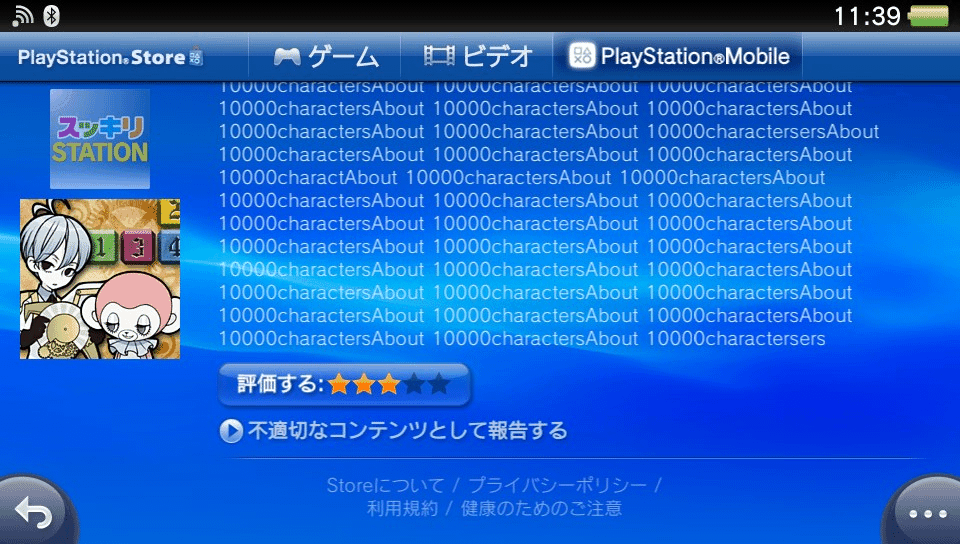 11:39
PlayStation®Store
ゲーム
ビデオ
PlayStation®Mobile
スッキリ
STATION
2
1 3 4
10000charactersAbout 10000charactersAbout 10000charactersAbout
10000charactersAbout 10000charactersAbout 10000charactersAbout
10000charactersAbout 10000charactersAbout 10000charactersersAbout
10000charactersAbout 10000charactersAbout 10000charactersAbout
10000charactAbout 10000charactersAbout 10000charactersAbout
10000charactersAbout 10000charactersAbout 10000charactersAbout
10000charactersAbout 10000charactersAbout 10000charactersAbout
10000charactersAbout 10000charactersAbout 10000charactersAbout
10000charactersAbout 10000charactersAbout 10000charactersAbout
10000charactersAbout 10000charactersAbout 10000charactersAbout
10000charactersAbout 10000charactersAbout 10000charactersAbout
10000charactersAbout 10000charactersAbout 10000charactersers
評価する:
不適切なコンテンツとして報告する
Storeについて / プライバシーポリシー /
利用規約 / 健康のためのご注意